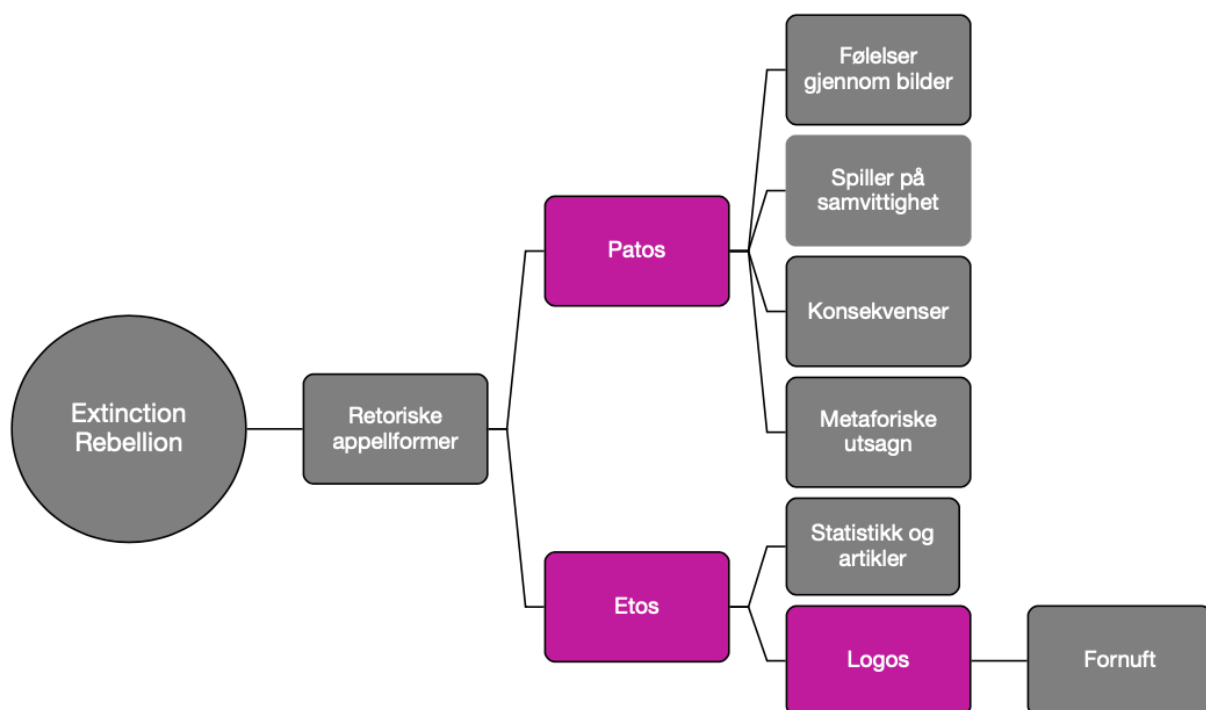 Extinction
Rebellion
Retoriske
appellformer
Patos
Følelser
gjennom bilder
Spiller på
samvittighet
Konsekvenser
Metaforiske
utsagn
Etos
Statistikk og
artikler
Logos
Fornuft